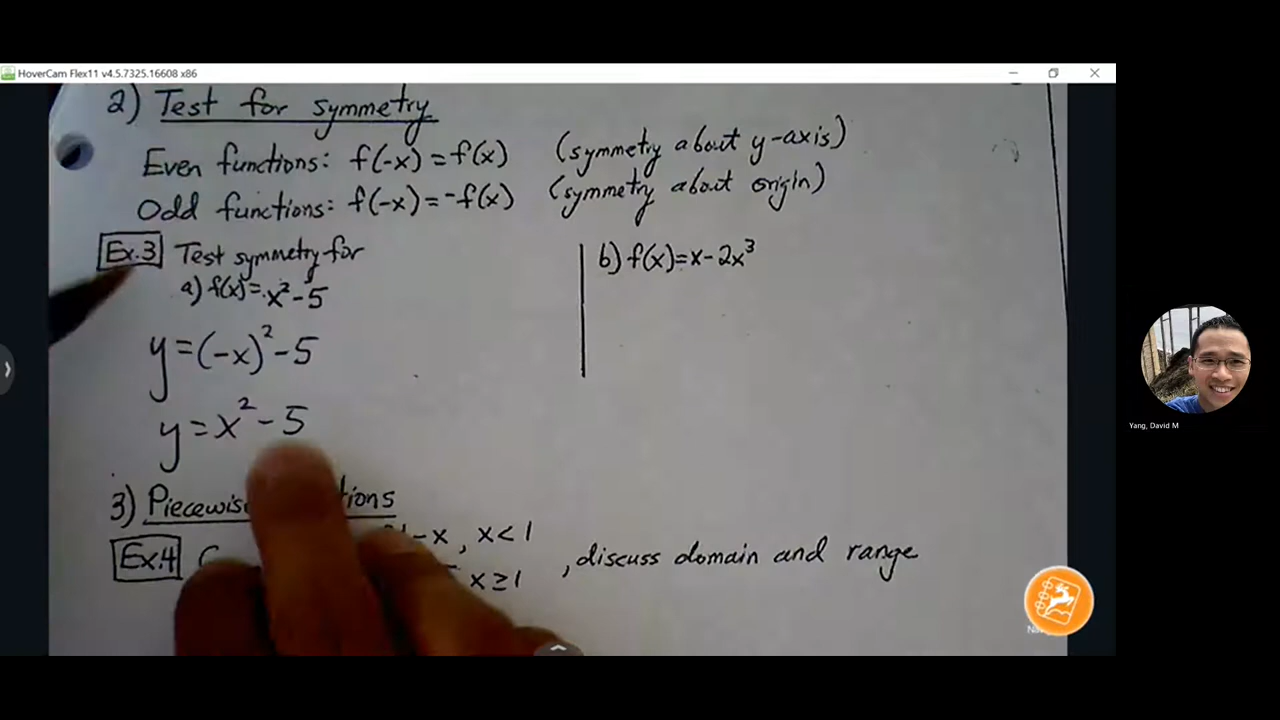 HoverCam Flex11 v4.5.7325.16608 x86
2) Test for symmetry
Even functions: f(-x) = f(x) (symmetry about y-axis)
Odd functions: f(-x) = -f(x) (symmetry about origin)
Ex.3 Test symmetry for
a) f(x) = x² - 5
b) f(x) = x - 2x³
y = (-x)² - 5
y = x² - 5
3)
Ex.4
-x, x < 1
x ≥ 1
, discuss domain and range
Yang, David M